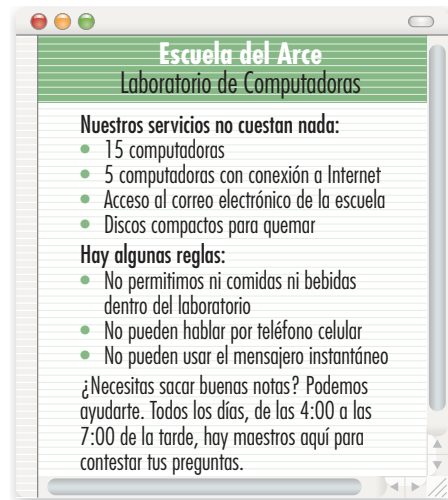 Escuela del Arce
Laboratorio de Computadoras
Nuestros servicios no cuestan nada:
• 15 computadoras
• 5 computadoras con conexión a Internet
• Acceso al correo electrónico de la escuela
• Discos compactos para quemar
Hay algunas reglas:
• No permitimos ni comidas ni bebidas
dentro del laboratorio
• No pueden hablar por teléfono celular
• No pueden usar el mensajero instantáneo
¿Necesitas sacar buenas notas? Podemos
ayudarte. Todos los días, de las 4:00 a las
7:00 de la tarde, hay maestros aquí para
contestar tus preguntas.